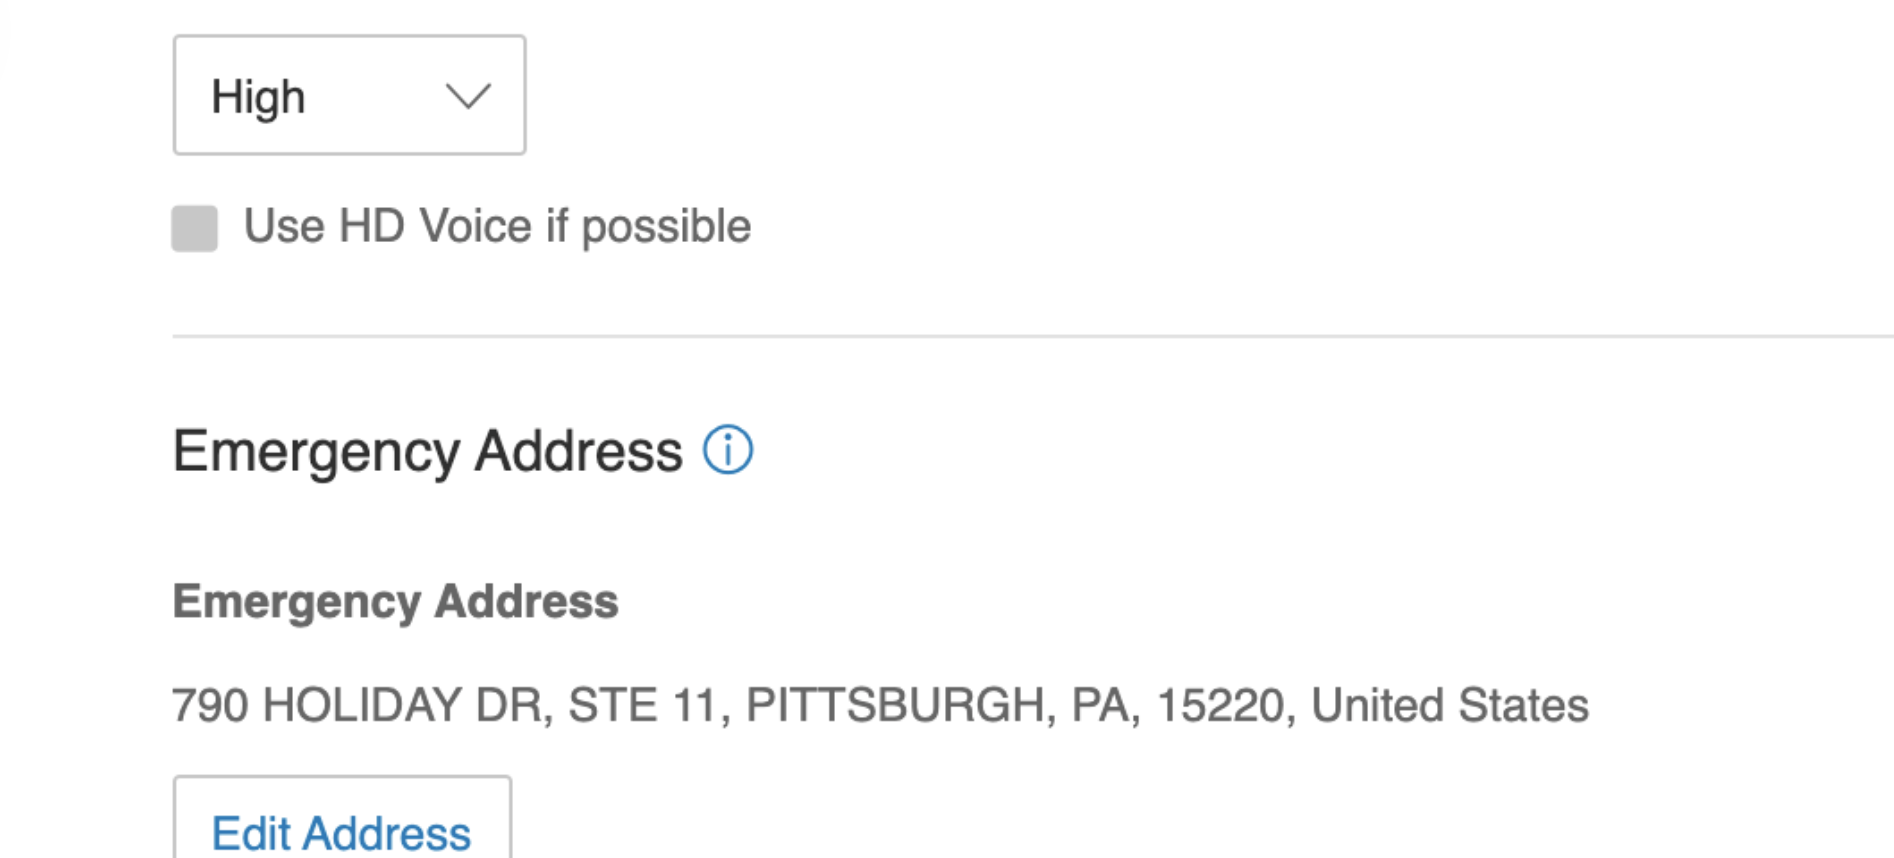 High
Use HD Voice if possible
Emergency Address
Emergency Address
790 HOLIDAY DR, STE 11, PITTSBURGH, PA, 15220, United States
Edit Address